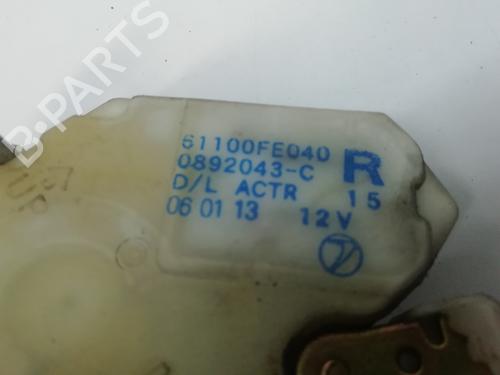 B-PARTS
61100FE040
0892043-C R
D/L ACTR 15
06 01 13 12V